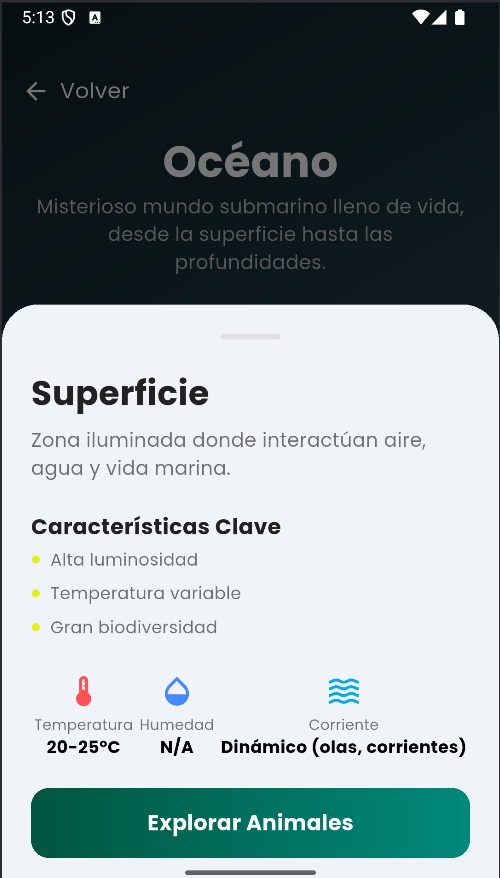 5:13
A
Volver
Océano
Misterioso mundo submarino lleno de vida,
desde la superficie hasta las
profundidades.
Superficie
Zona iluminada donde interactúan aire,
agua y vida marina.
Características Clave
Alta luminosidad
Temperatura variable
Gran biodiversidad
Temperatura Humedad Corriente
20-25°C N/A Dinámico (olas, corrientes)
Explorar Animales